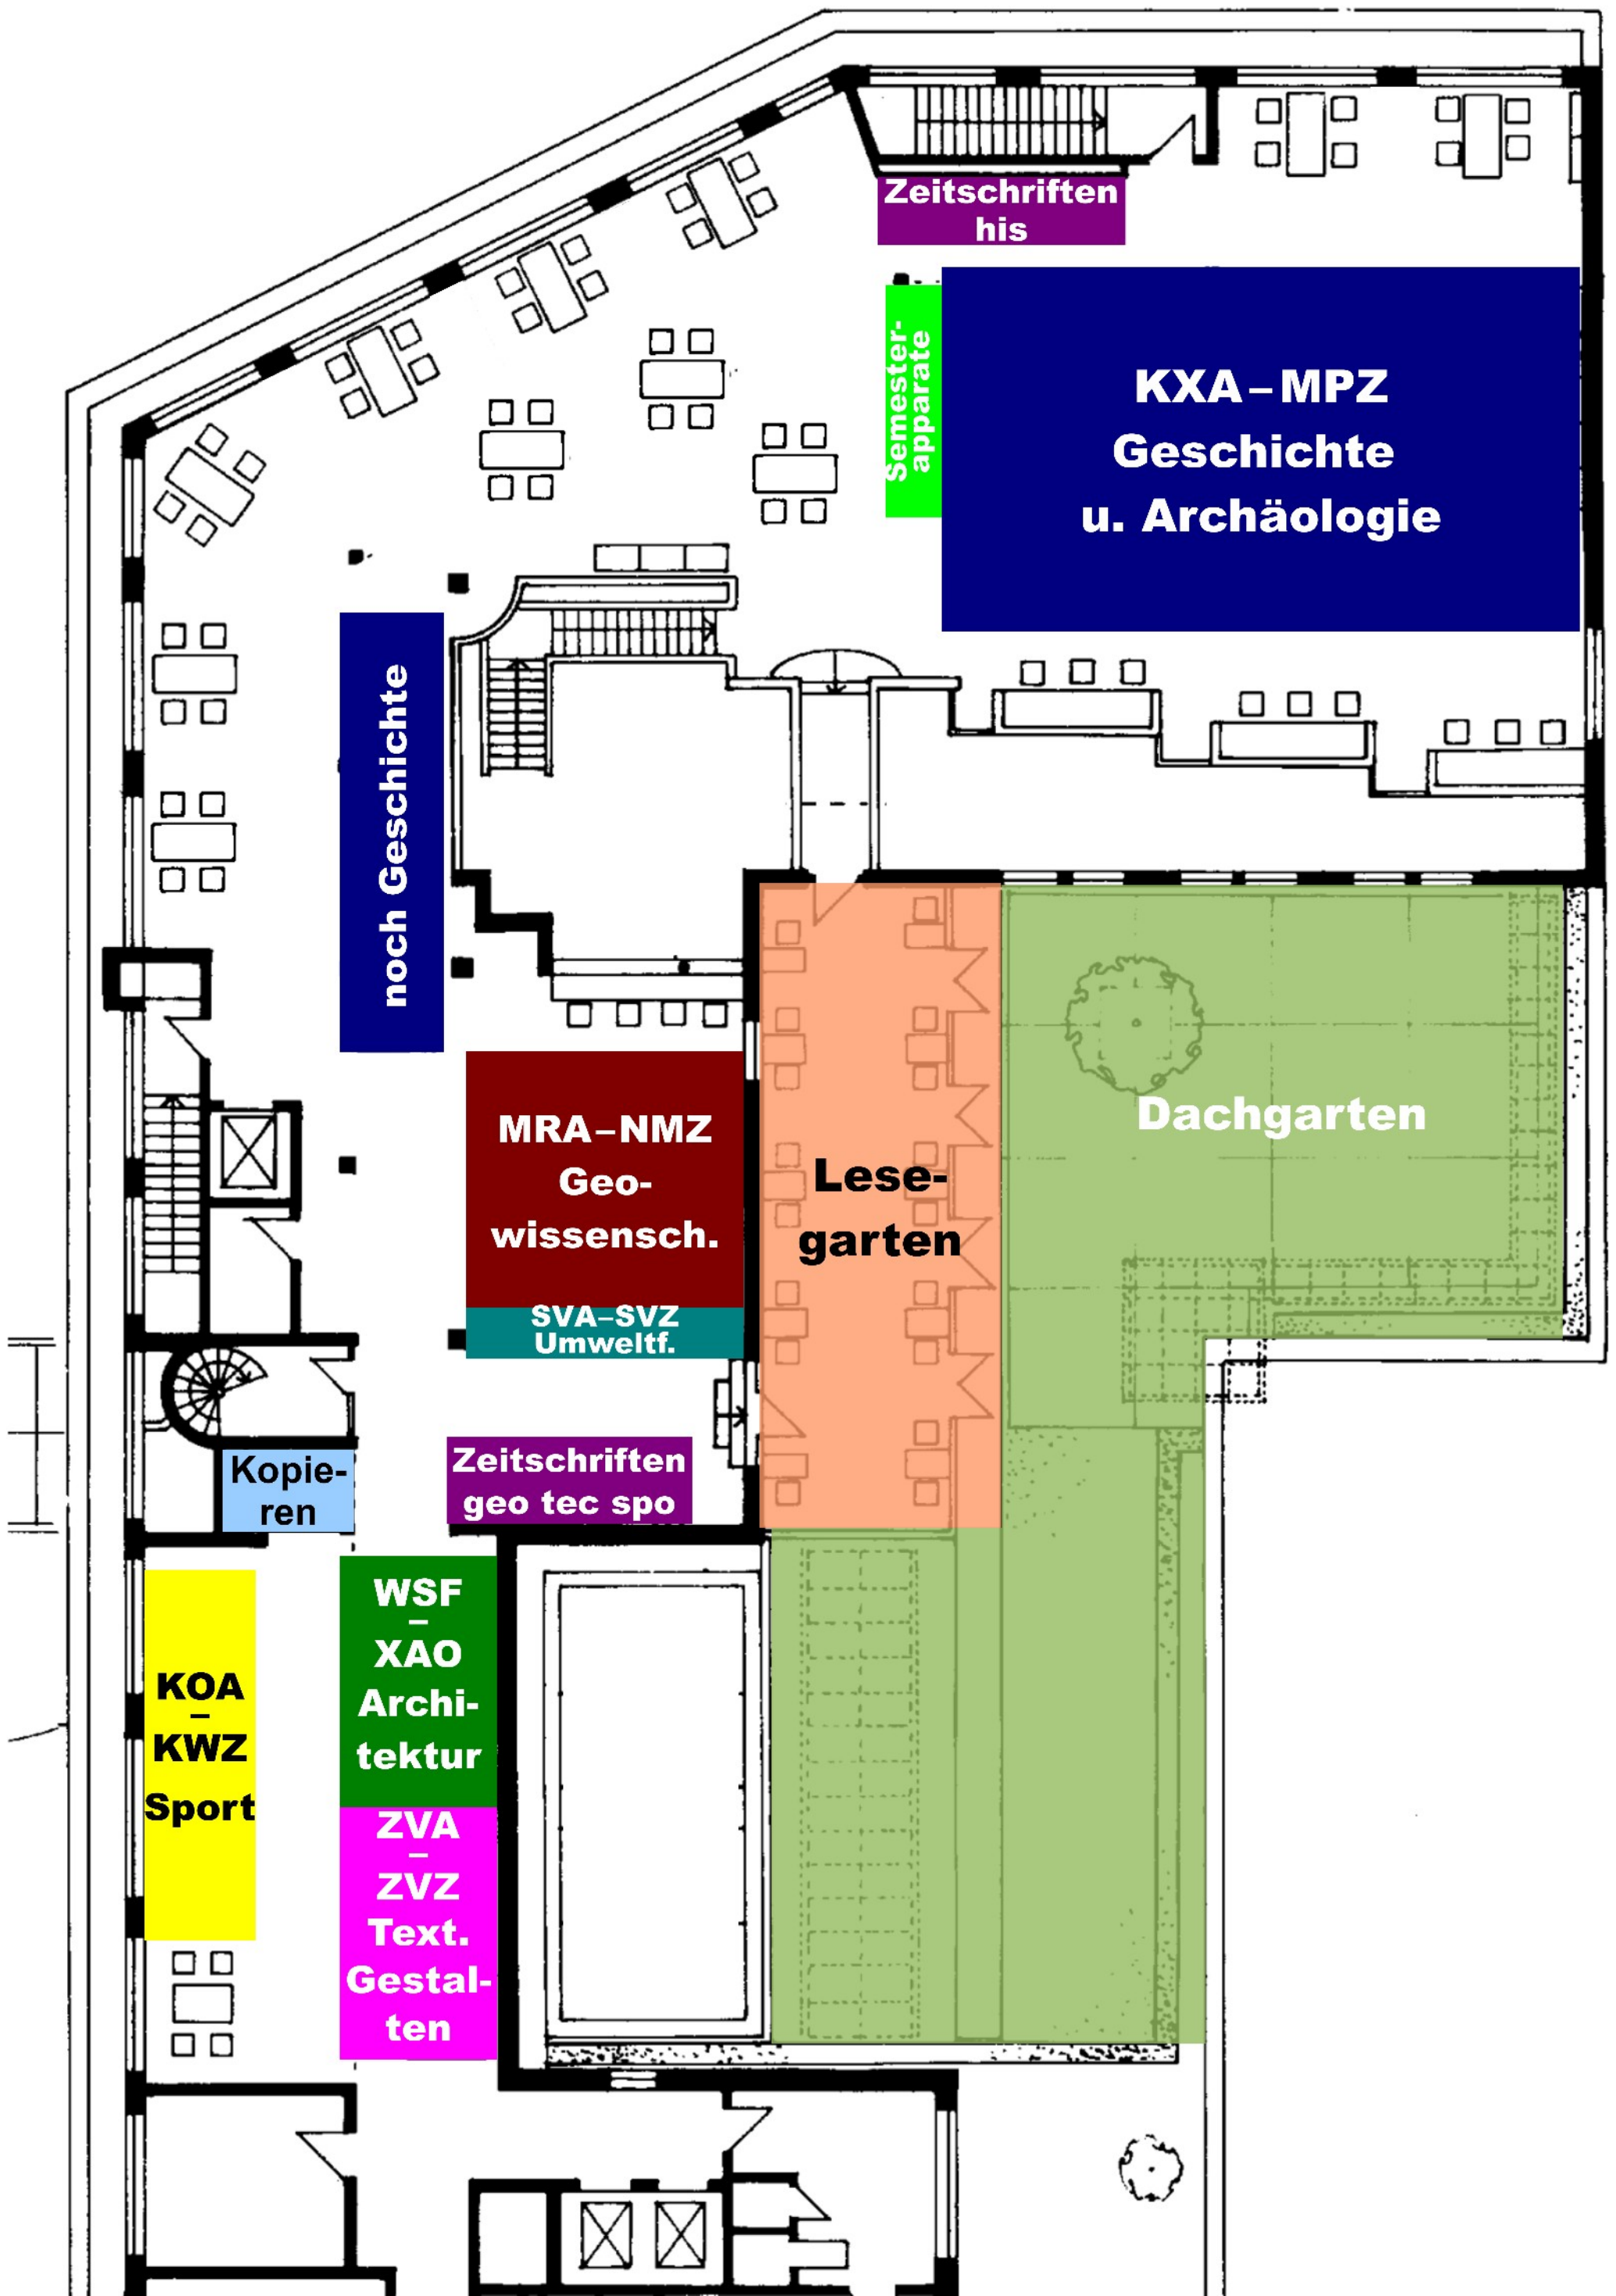 Zeitschriften
his
Semester-
apparate
KXA–MPZ
Geschichte
u. Archäologie
noch Geschichte
MRA–NMZ
Geo-
wissensch.
SVA–SVZ
Umweltf.
Lese-
garten
Dachgarten
Kopie-
ren
Zeitschriften
geo tec spo
KOA
–
KWZ
Sport
WSF
–
XAO
Archi-
tektur
ZVA
–
ZVZ
Text.
Gestal-
ten